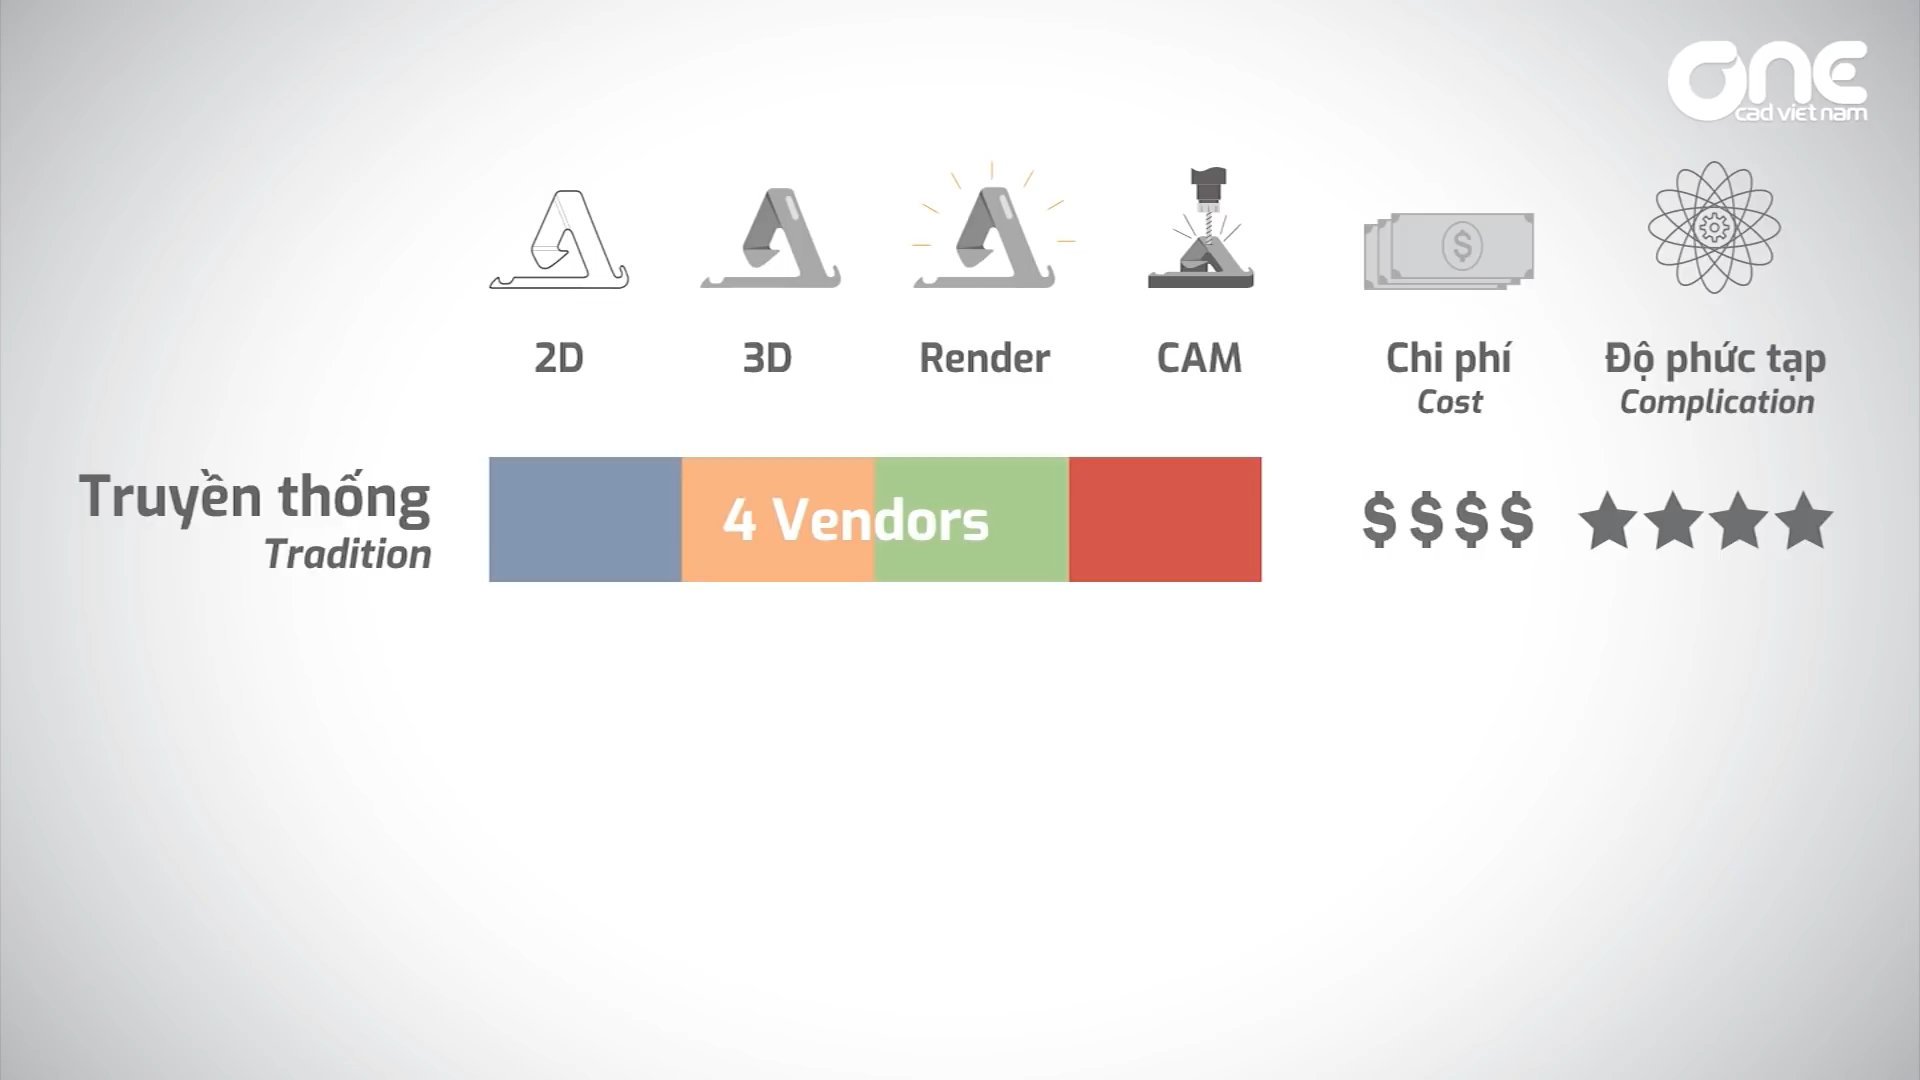 ONE
cad viet nam
2D
3D
Render
CAM
Chi phí
Cost
Độ phức tạp
Complication
Truyền thống
Tradition
4 Vendors
$ $ $ $